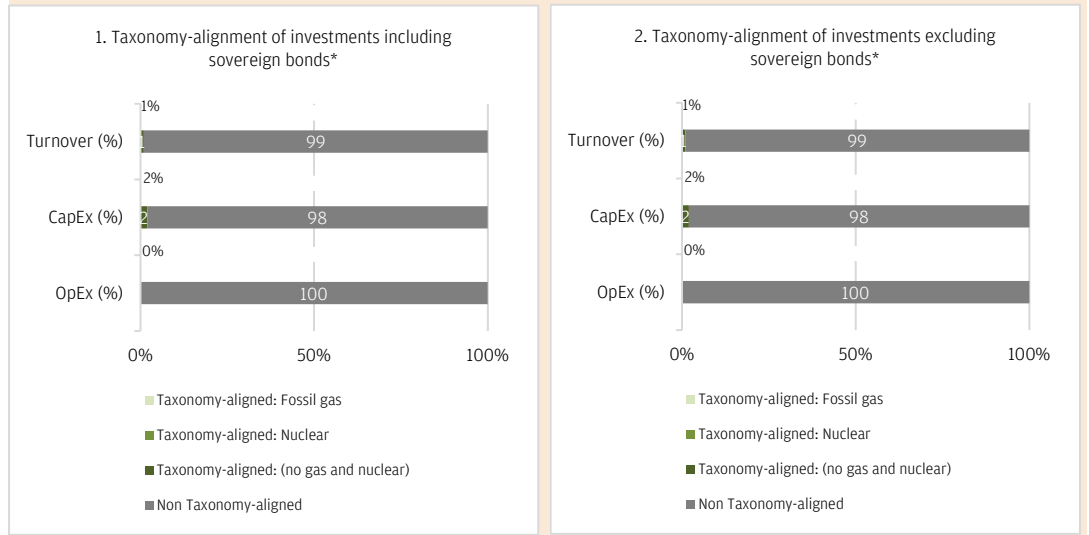 1. Taxonomy-alignment of investments including
sovereign bonds*
1%
Turnover (%) 1 99
2%
CapEx (%) 2 98
0%
OpEx (%) 100
0% 50% 100%
Taxonomy-aligned: Fossil gas
Taxonomy-aligned: Nuclear
Taxonomy-aligned: (no gas and nuclear)
Non Taxonomy-aligned
2. Taxonomy-alignment of investments excluding
sovereign bonds*
1%
Turnover (%) 1 99
2%
CapEx (%) 2 98
0%
OpEx (%) 100
0% 50% 100%
Taxonomy-aligned: Fossil gas
Taxonomy-aligned: Nuclear
Taxonomy-aligned: (no gas and nuclear)
Non Taxonomy-aligned